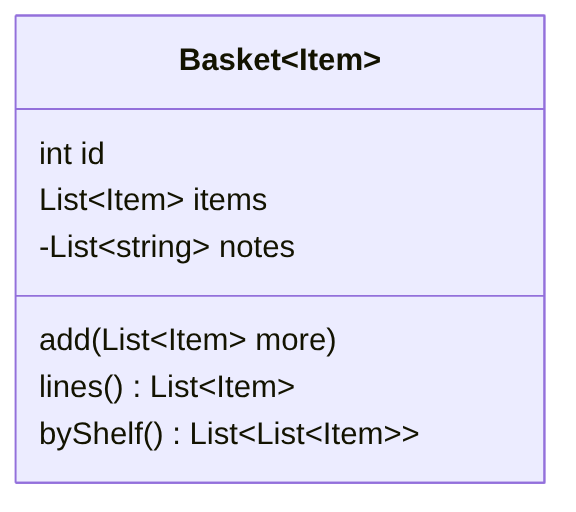 Basket<Item>
int id
List<Item> items
-List<string> notes
add(List<Item> more)
lines() : List<Item>
byShelf() : List<List<Item>>